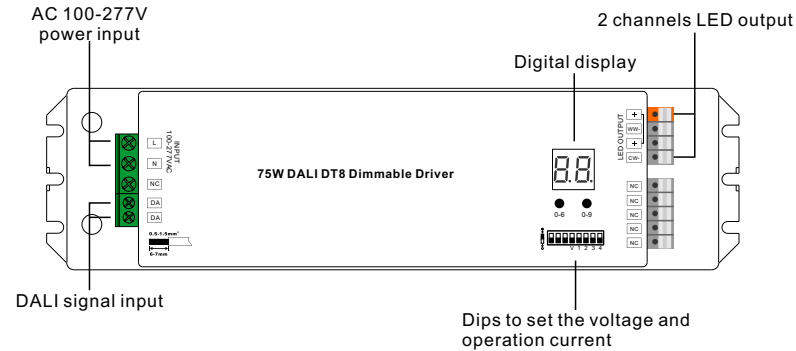 AC 100-277V
power input
2 channels LED output
Digital display
L
N
NC
DA
DA
INPUT
100-277VAC
0.5-1.5mm²
6-7mm
75W DALI DT8 Dimmable Driver
8.8.
0-6
0-9
V 1 2 3 4
LED OUTPUT
+
WW-
+
CW-
NC
NC
NC
NC
NC
DALI signal input
Dips to set the voltage and
operation current